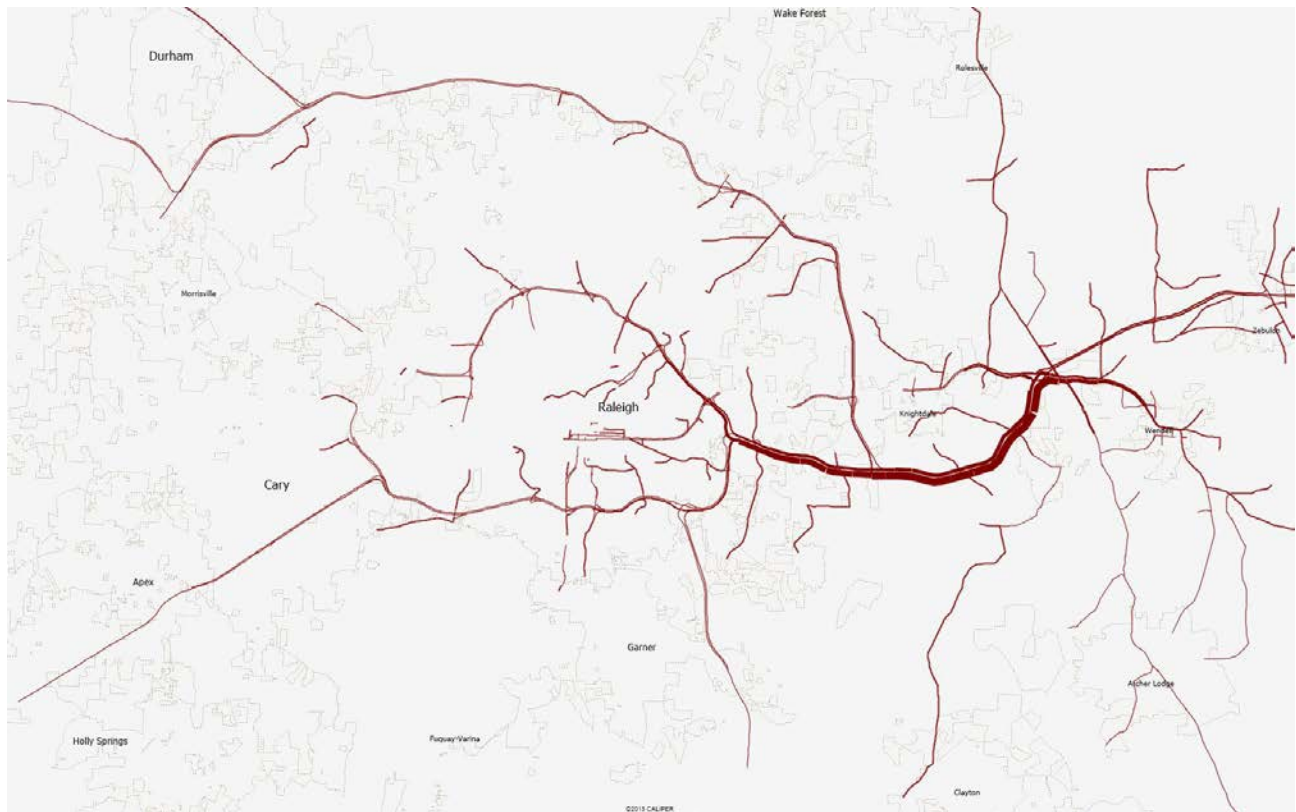 Wake Forest
Durham
Rolesville
Morrisville
Zebulon
Raleigh
Knightdale
Wendell
Cary
Apex
Garner
Archer Lodge
Fuquay-Varina
Holly Springs
Clayton
©2015 CALIPER